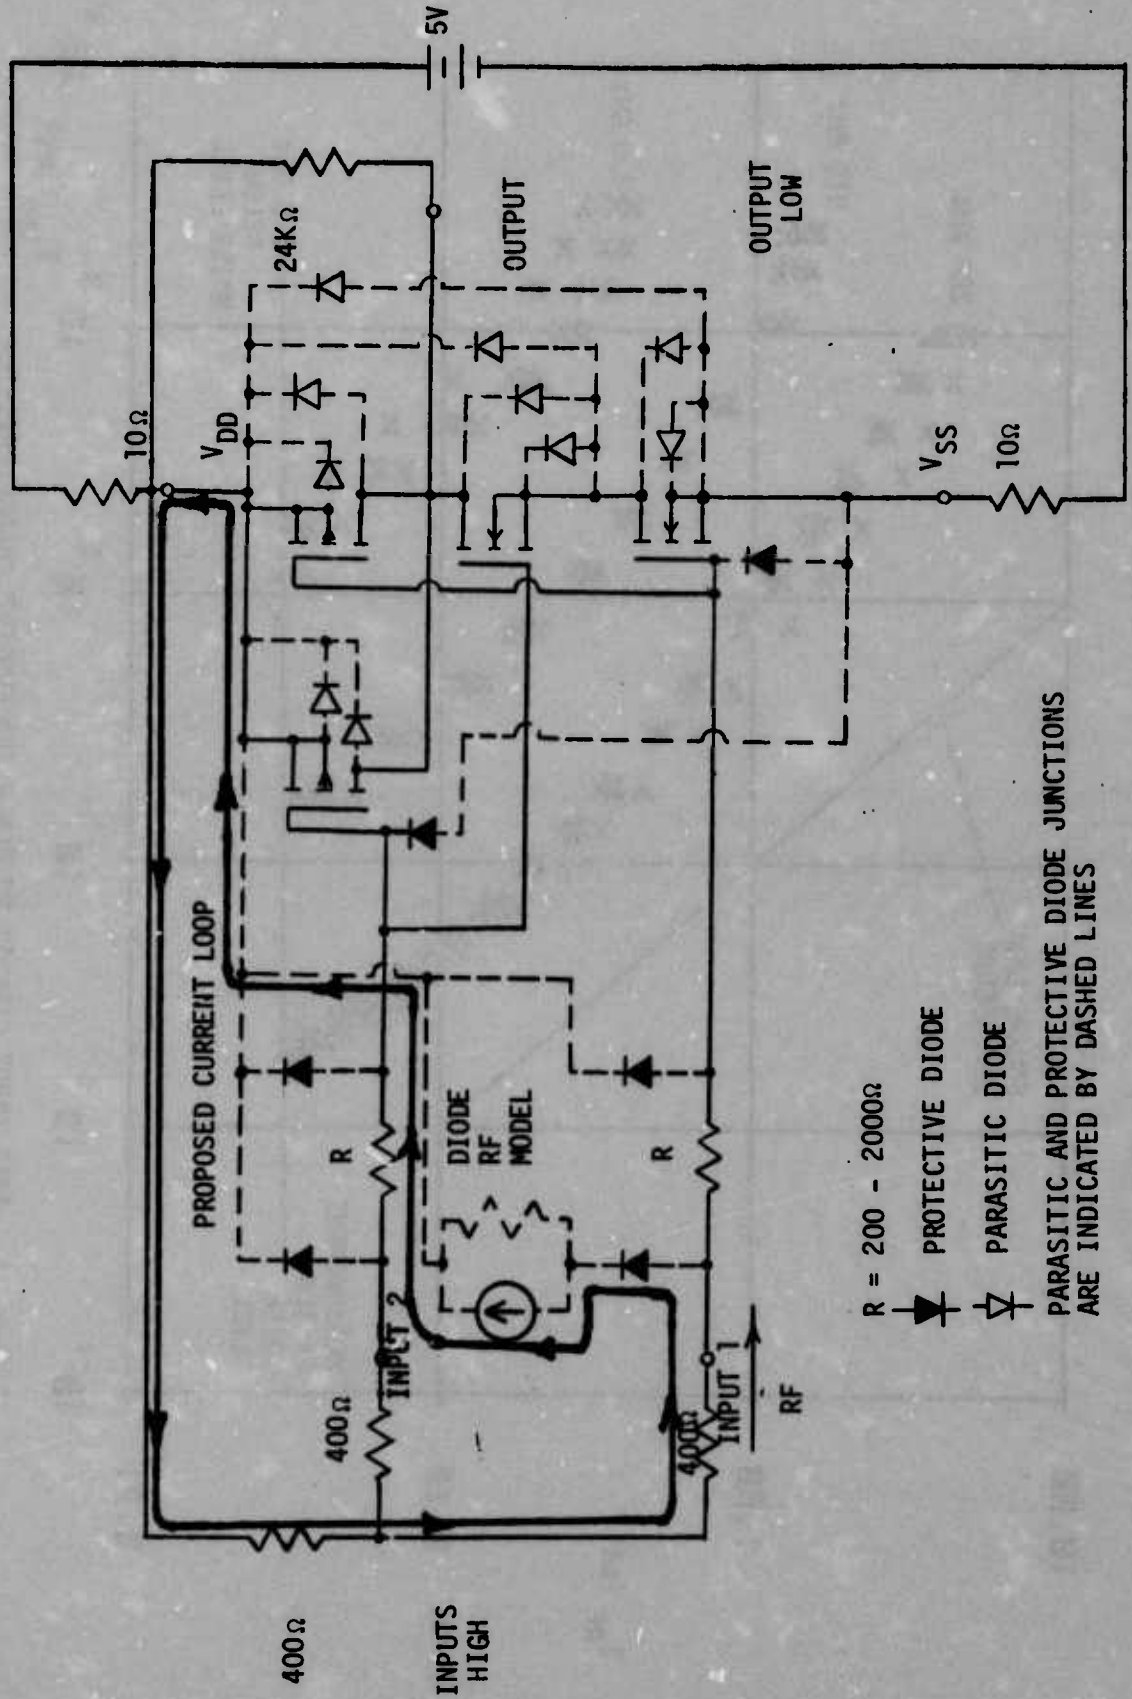 5V
10Ω
V_DD
24KΩ
OUTPUT
OUTPUT
LOW
V_SS
10Ω
PROPOSED CURRENT LOOP
R
DIODE
RF
MODEL
R
INPUT 2
400Ω
400Ω
INPUT 1
RF
400Ω
INPUTS
HIGH
R = 200 - 2000Ω
PROTECTIVE DIODE
PARASITIC DIODE
PARASITIC AND PROTECTIVE DIODE JUNCTIONS
ARE INDICATED BY DASHED LINES